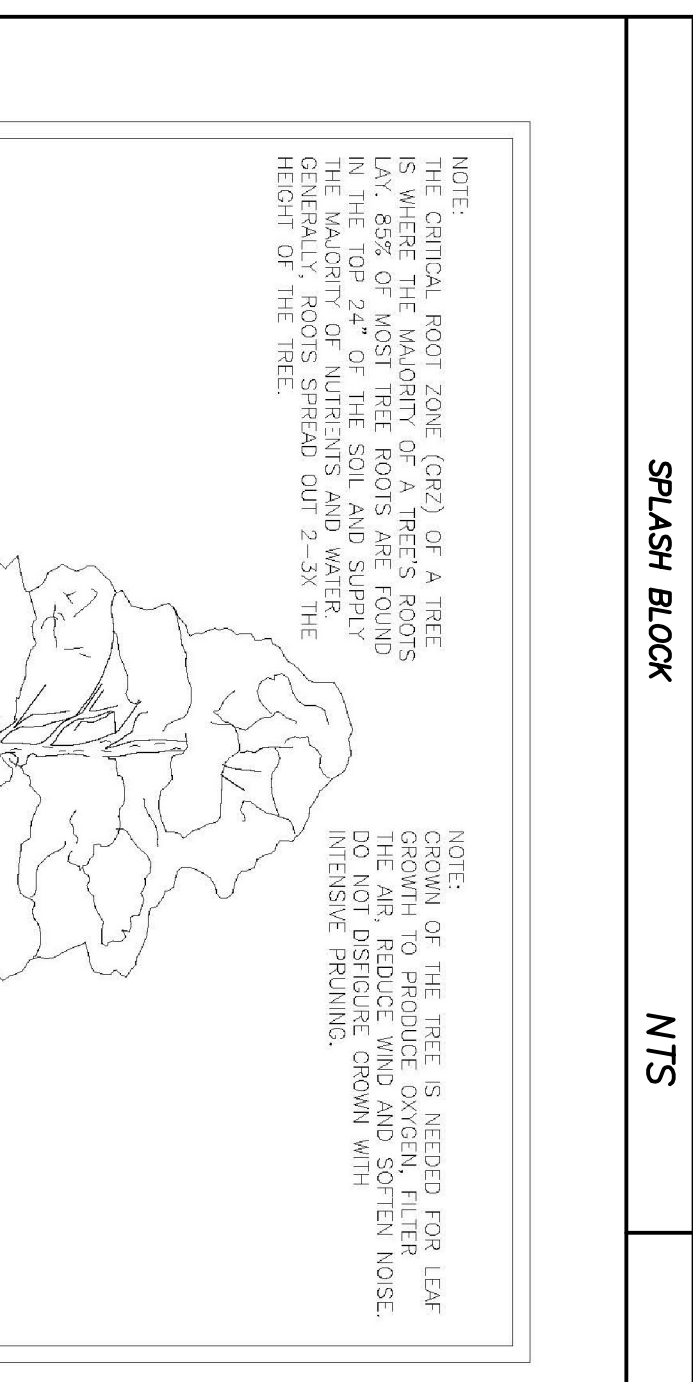 SPLASH BLOCK
NTS
NOTE:
THE CRITICAL ROOT ZONE (CRZ) OF A TREE
IS WHERE THE MAJORITY OF A TREE'S ROOTS
LAY. 85% OF MOST TREE ROOTS ARE FOUND
IN THE TOP 24" OF THE SOIL AND SUPPLY
THE MAJORITY OF NUTRIENTS AND WATER.
GENERALLY, ROOTS SPREAD OUT 2-3X THE
HEIGHT OF THE TREE.
NOTE:
CROWN OF THE TREE IS NEEDED FOR LEAF
GROWTH TO PRODUCE OXYGEN, FILTER
THE AIR, REDUCE WIND AND SOFTEN NOISE.
DO NOT DISFIGURE CROWN WITH
INTENSIVE PRUNING.